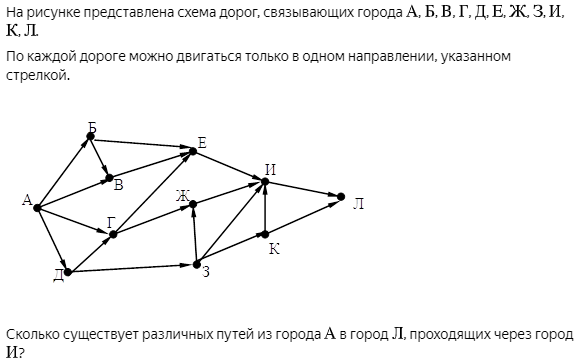 На рисунке представлена схема дорог, связывающих города А, Б, В, Г, Д, Е, Ж, З, И,
К, Л.
По каждой дороге можно двигаться только в одном направлении, указанном
стрелкой.
Б
Е
И
В
А
Ж
Л
Г
К
Д
З
Сколько существует различных путей из города А в город Л, проходящих через город
И?